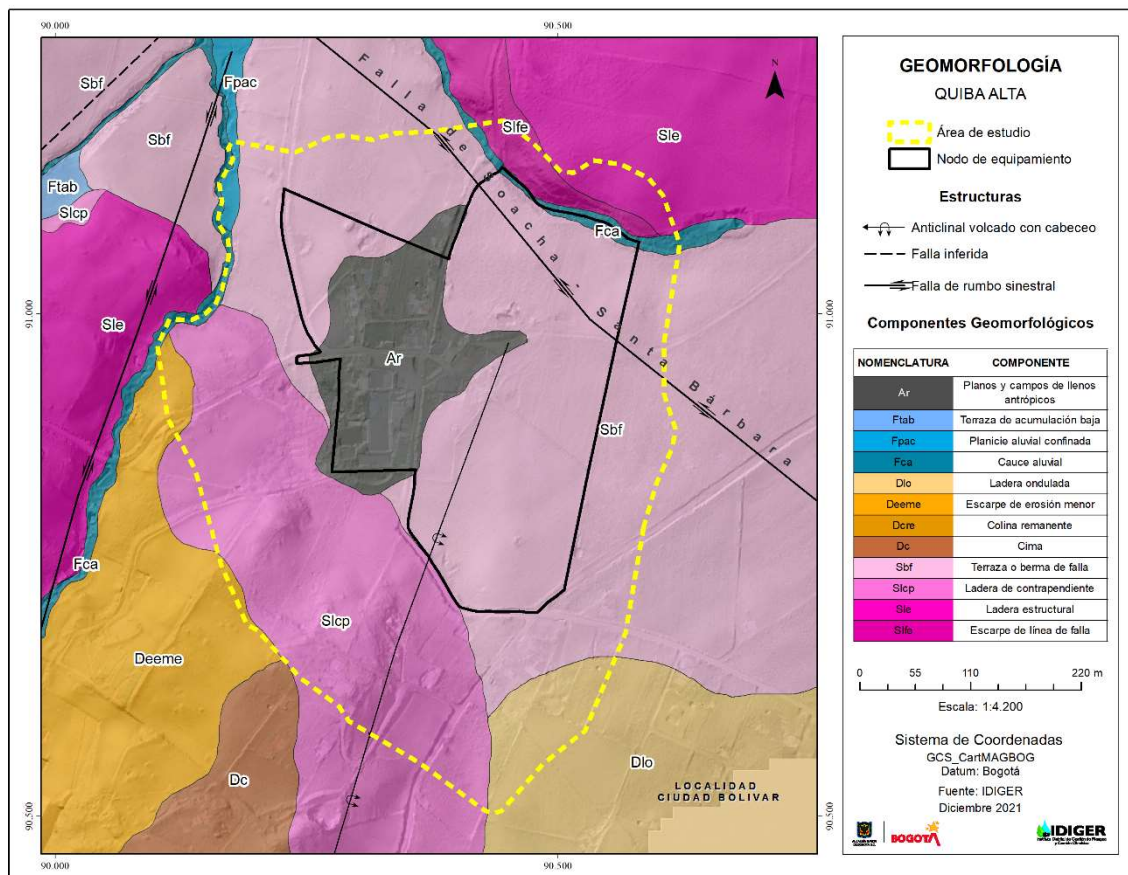 90.000
90.500
91.000
90.500
91.000
90.500
90.000
90.500
Sbf
Fpac
Sbf
Ftab
Slcp
Sle
Slfe
Sle
Fca
Ar
Sbf
Fca
Slcp
Deeme
Dc
Dlo
Falla de Soacha - Santa Bárbara
LOCALIDAD
CIUDAD BOLIVAR
N
GEOMORFOLOGÍA
QUIBA ALTA
Área de estudio
Nodo de equipamiento
Estructuras
Anticlinal volcado con cabeceo
Falla inferida
Falla de rumbo sinestral
Componentes Geomorfológicos
NOMENCLATURA COMPONENTE
Ar Planos y campos de llenos
antrópicos
Ftab Terraza de acumulación baja
Fpac Planicie aluvial confinada
Fca Cauce aluvial
Dlo Ladera ondulada
Deeme Escarpe de erosión menor
Dcre Colina remanente
Dc Cima
Sbf Terraza o berma de falla
Slcp Ladera de contrapendiente
Sle Ladera estructural
Slfe Escarpe de línea de falla
0 55 110 220 m
Escala: 1:4.200
Sistema de Coordenadas
GCS_CartMAGBOG
Datum: Bogotá
Fuente: IDIGER
Diciembre 2021
BOGOTÁ
IDIGER